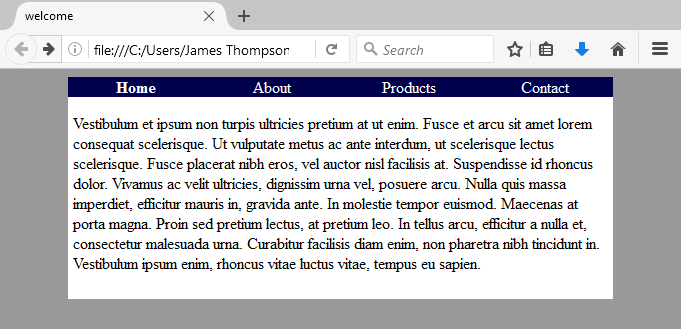 welcome
file:///C:/Users/James Thompson
Search
Home About Products Contact
Vestibulum et ipsum non turpis ultricies pretium at ut enim. Fusce et arcu sit amet lorem
consequat scelerisque. Ut vulputate metus ac ante interdum, ut scelerisque lectus
scelerisque. Fusce placerat nibh eros, vel auctor nisl facilisis at. Suspendisse id rhoncus
dolor. Vivamus ac velit ultricies, dignissim urna vel, posuere arcu. Nulla quis massa
imperdiet, efficitur mauris in, gravida ante. In molestie tempor euismod. Maecenas at
porta magna. Proin sed pretium lectus, at pretium leo. In tellus arcu, efficitur a nulla et,
consectetur malesuada urna. Curabitur facilisis diam enim, non pharetra nibh tincidunt in.
Vestibulum ipsum enim, rhoncus vitae luctus vitae, tempus eu sapien.